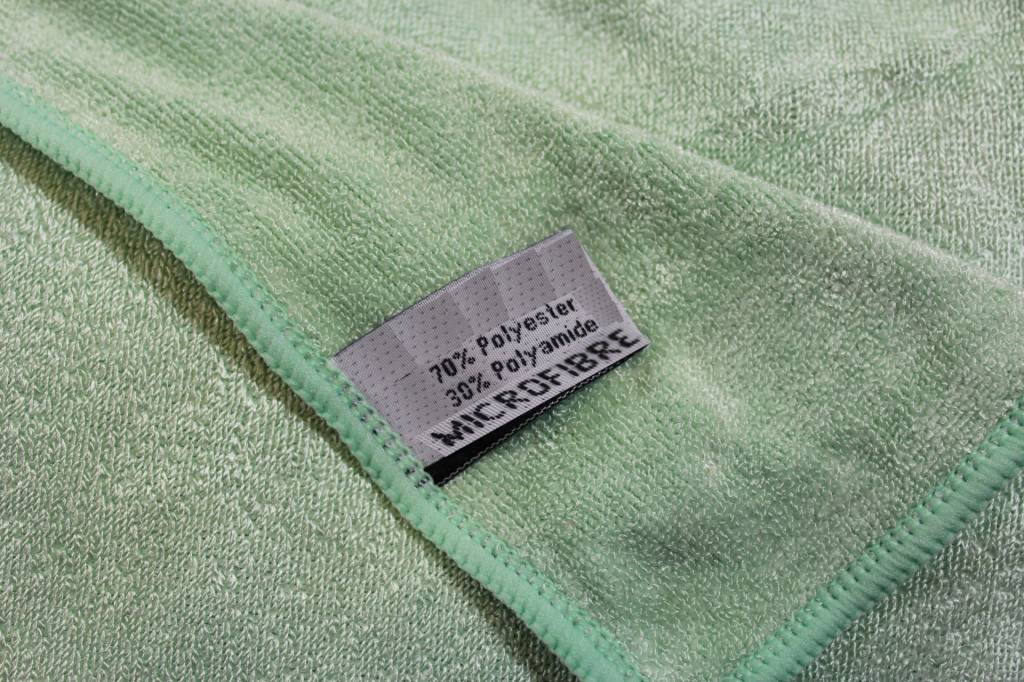 70% Polyester
30% Polyamide
MICROFIBRE